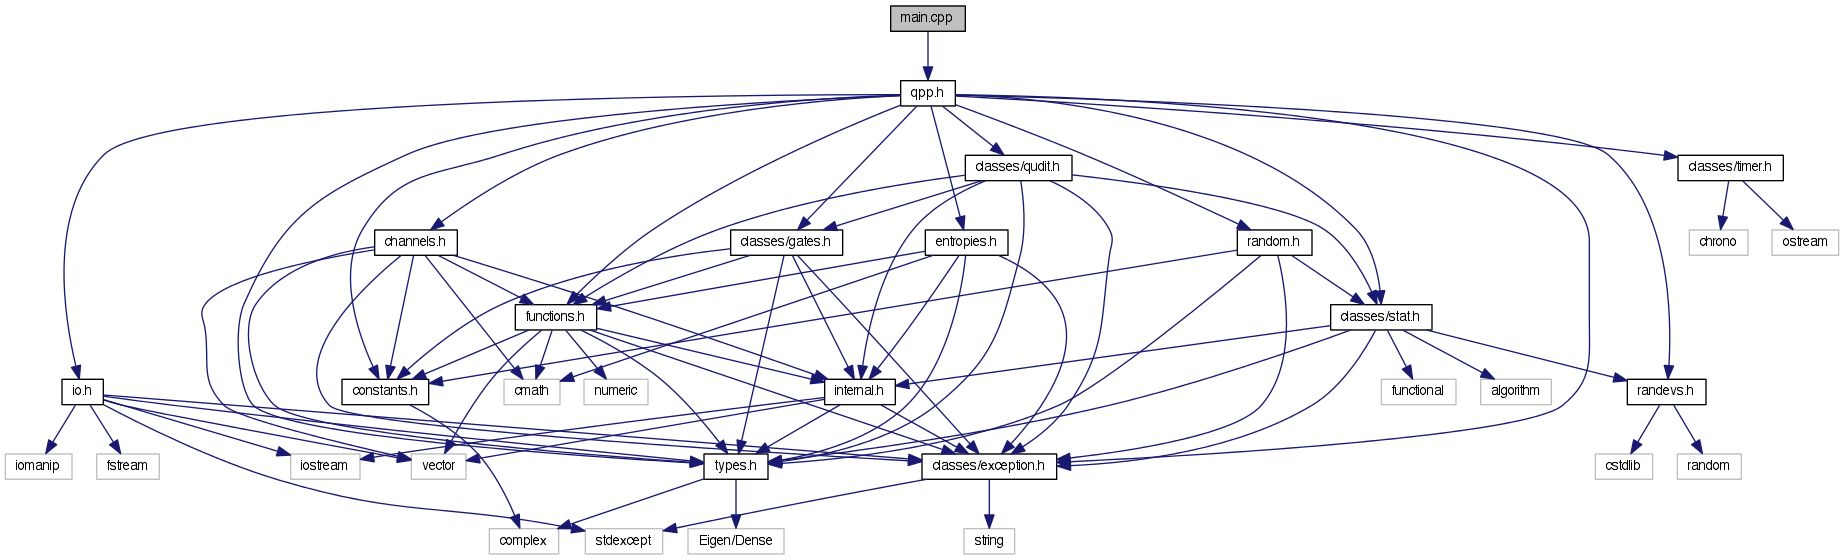 main.cpp
qpp.h
classes/qudit.h
classes/timer.h
channels.h
classes/gates.h
entropies.h
random.h
chrono
ostream
functions.h
classes/stat.h
io.h
constants.h
cmath
numeric
internal.h
functional
algorithm
randevs.h
iomanip
fstream
iostream
vector
types.h
classes/exception.h
cstdlib
random
complex
stdexcept
Eigen/Dense
string